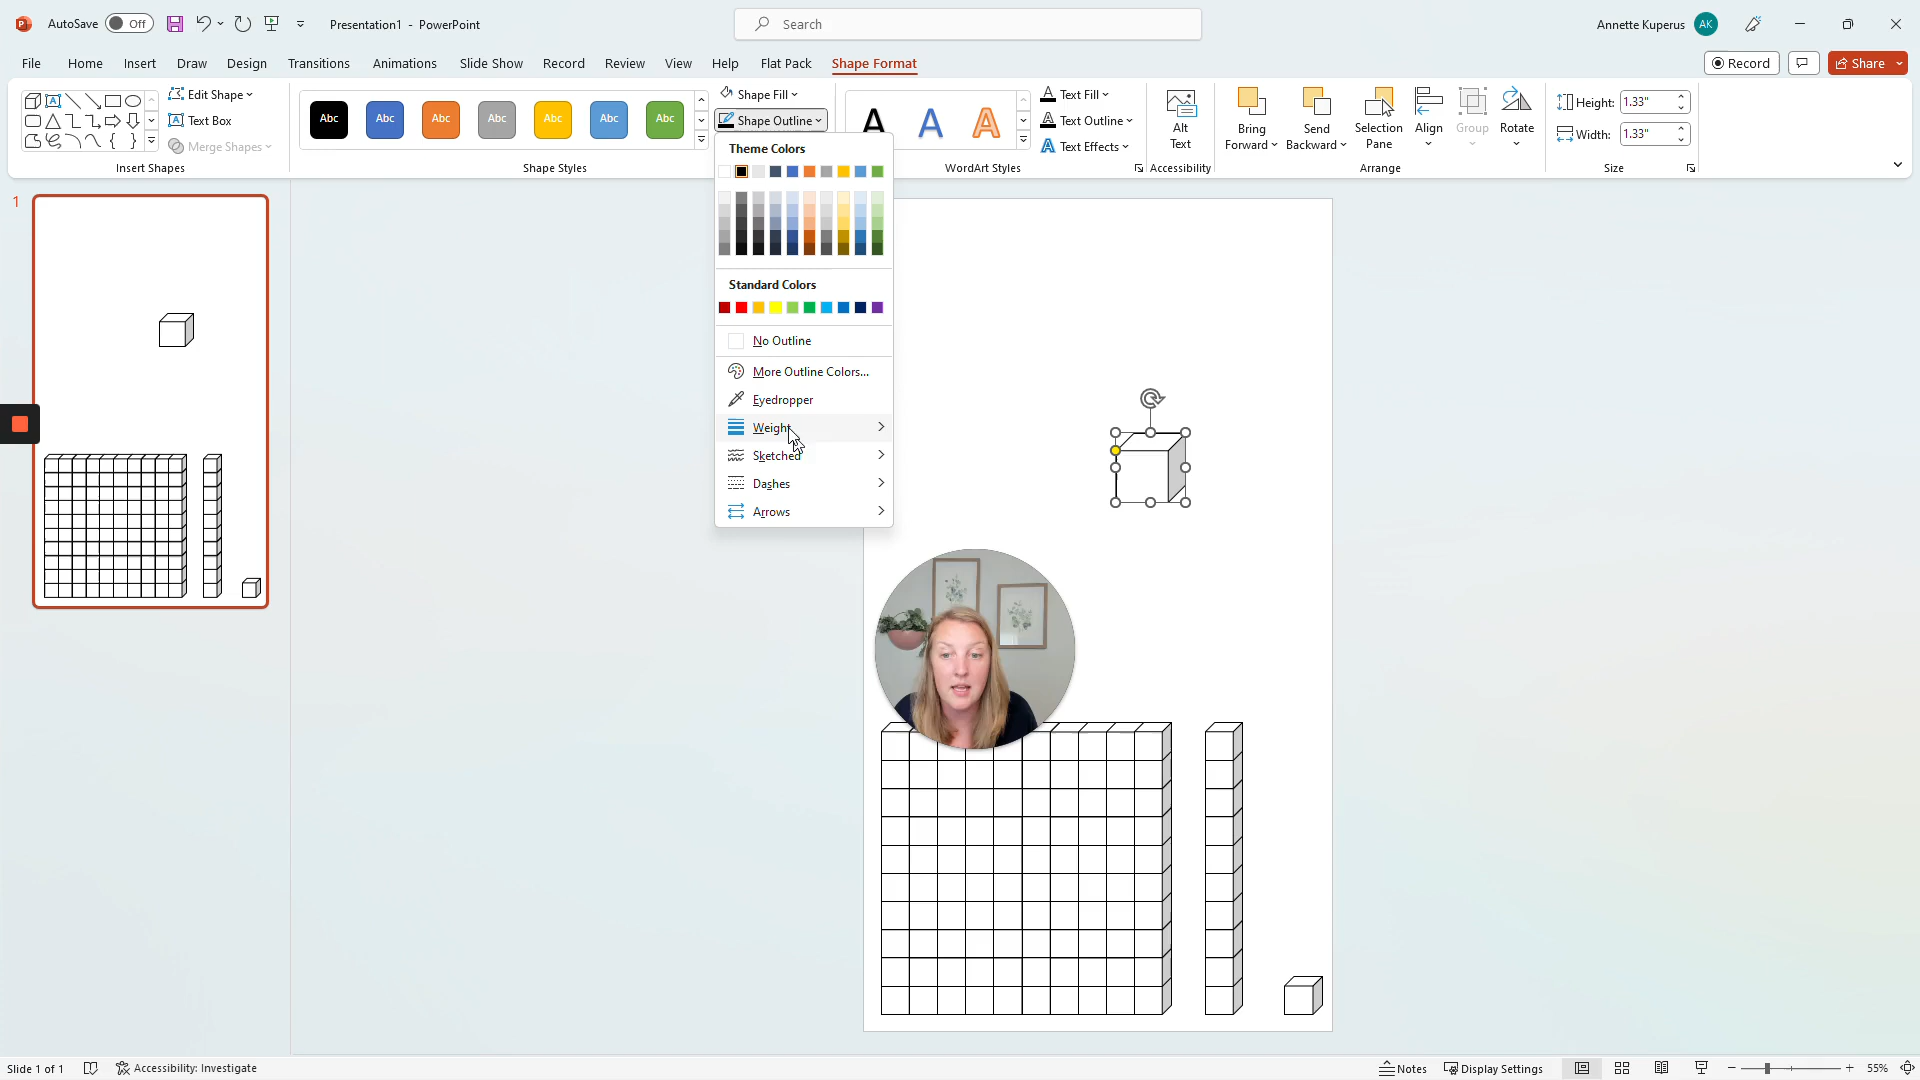 AutoSave Off Presentation1 - PowerPoint Search Annette Kuperus AK
File Home Insert Draw Design Transitions Animations Slide Show Record Review View Help Flat Pack Shape Format Record Share
Edit Shape
Text Box
Merge Shapes
Insert Shapes
Abc Abc Abc Abc Abc Abc Abc
Shape Styles
Shape Fill
Shape Outline
A A A
WordArt Styles
Text Fill
Text Outline
Text Effects
Alt
Text
Accessibility
Bring
Forward
Send
Backward
Selection
Pane
Align
Group
Rotate
Arrange
Height: 1.33"
Width: 1.33"
Size
Theme Colors
Standard Colors
No Outline
More Outline Colors...
Eyedropper
Weight
Sketched
Dashes
Arrows
1
Slide 1 of 1 Accessibility: Investigate Notes Display Settings 55%